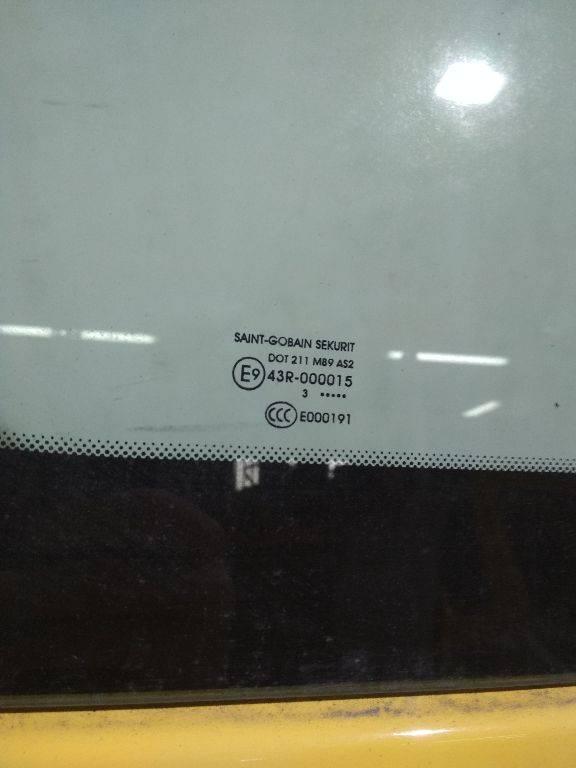 SAINT-GOBAIN SEKURIT
DOT 211 M89 AS2
E9 43R-000015
3 •••••
CCC E000191